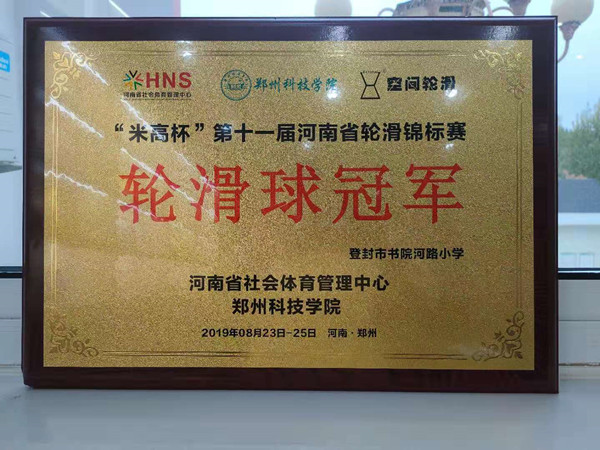 HNS 郑州科技学院 空间轮滑
河南省社会体育管理中心
“米高杯”第十一届河南省轮滑锦标赛
轮滑球冠军
登封市书院河路小学
河南省社会体育管理中心
郑州科技学院
2019年08月23日-25日 河南·郑州